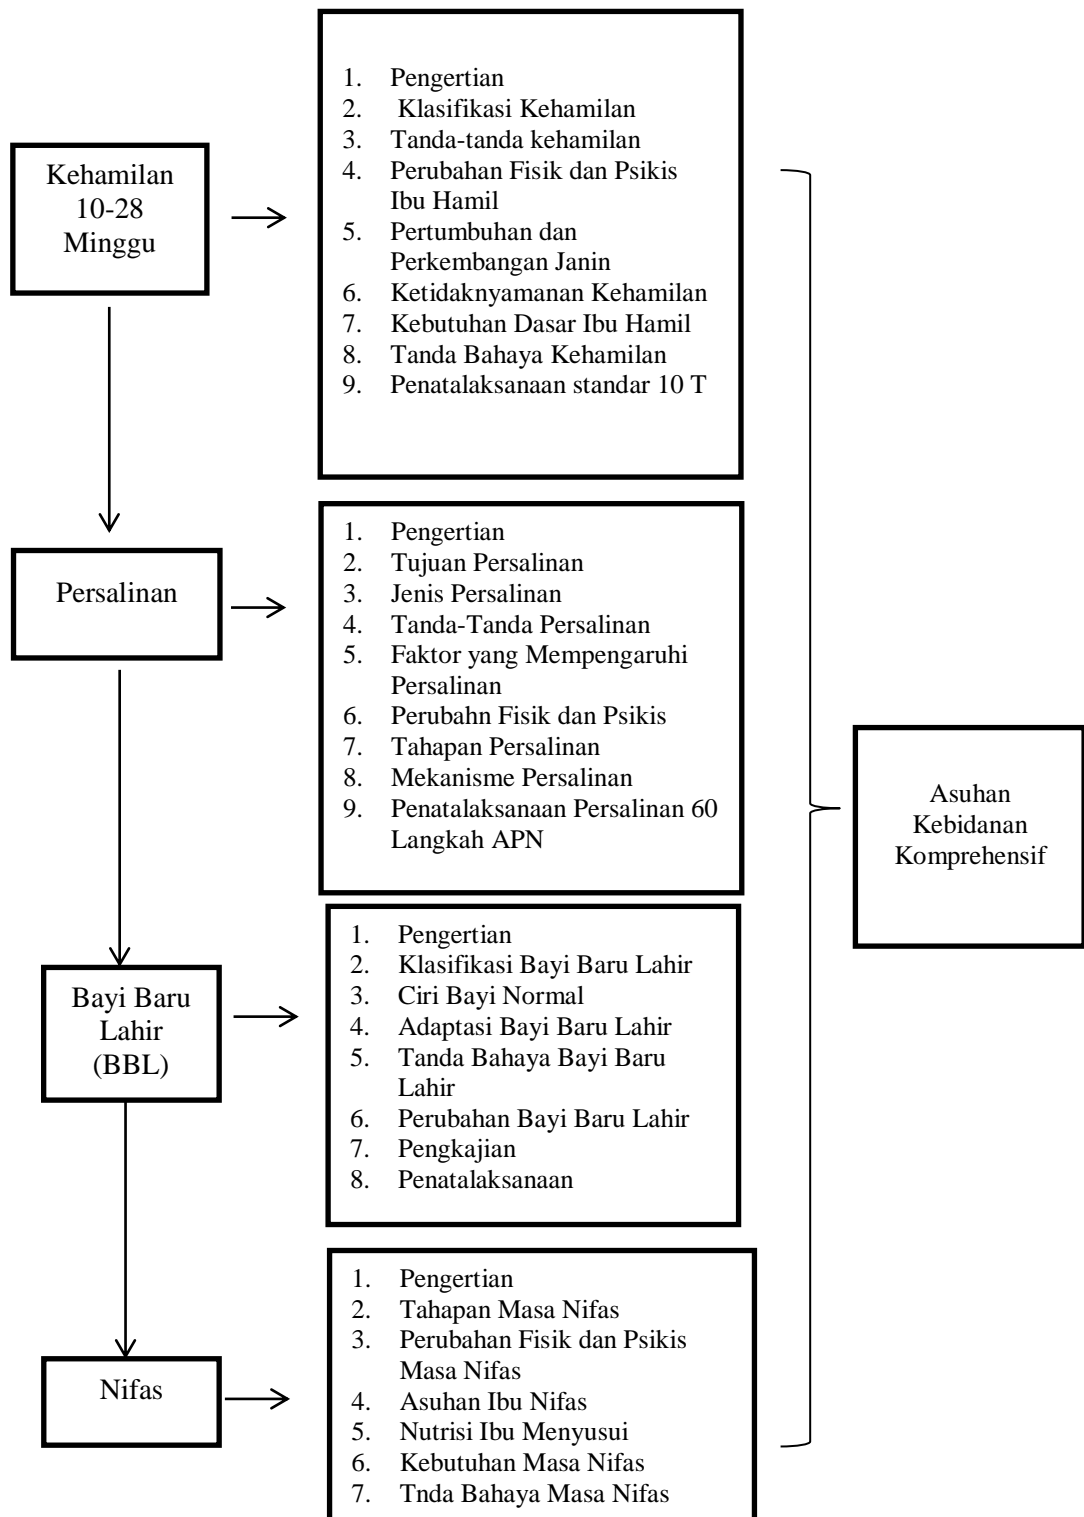 Kehamilan
10-28
Minggu
1. Pengertian
2. Klasifikasi Kehamilan
3. Tanda-tanda kehamilan
4. Perubahan Fisik dan Psikis
Ibu Hamil
5. Pertumbuhan dan
Perkembangan Janin
6. Ketidaknyamanan Kehamilan
7. Kebutuhan Dasar Ibu Hamil
8. Tanda Bahaya Kehamilan
9. Penatalaksanaan standar 10 T
Persalinan
1. Pengertian
2. Tujuan Persalinan
3. Jenis Persalinan
4. Tanda-Tanda Persalinan
5. Faktor yang Mempengaruhi
Persalinan
6. Perubahn Fisik dan Psikis
7. Tahapan Persalinan
8. Mekanisme Persalinan
9. Penatalaksanaan Persalinan 60
Langkah APN
Bayi Baru
Lahir
(BBL)
1. Pengertian
2. Klasifikasi Bayi Baru Lahir
3. Ciri Bayi Normal
4. Adaptasi Bayi Baru Lahir
5. Tanda Bahaya Bayi Baru
Lahir
6. Perubahan Bayi Baru Lahir
7. Pengkajian
8. Penatalaksanaan
Nifas
1. Pengertian
2. Tahapan Masa Nifas
3. Perubahan Fisik dan Psikis
Masa Nifas
4. Asuhan Ibu Nifas
5. Nutrisi Ibu Menyusui
6. Kebutuhan Masa Nifas
7. Tnda Bahaya Masa Nifas
Asuhan
Kebidanan
Komprehensif